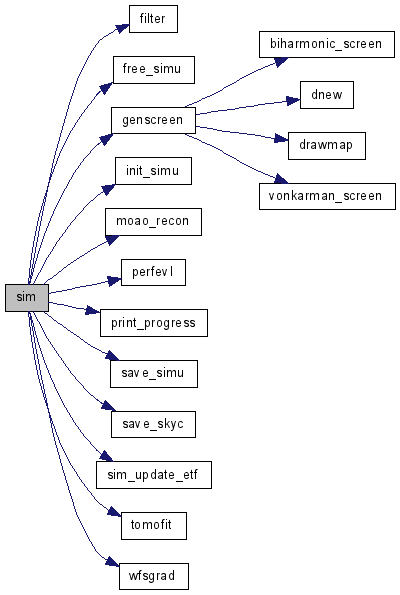 filter
biharmonic_screen
free_simu
dnew
genscreen
drawmap
init_simu
vonkarman_screen
moao_recon
perfevl
sim
print_progress
save_simu
save_skyc
sim_update_etf
tomofit
wfsgrad